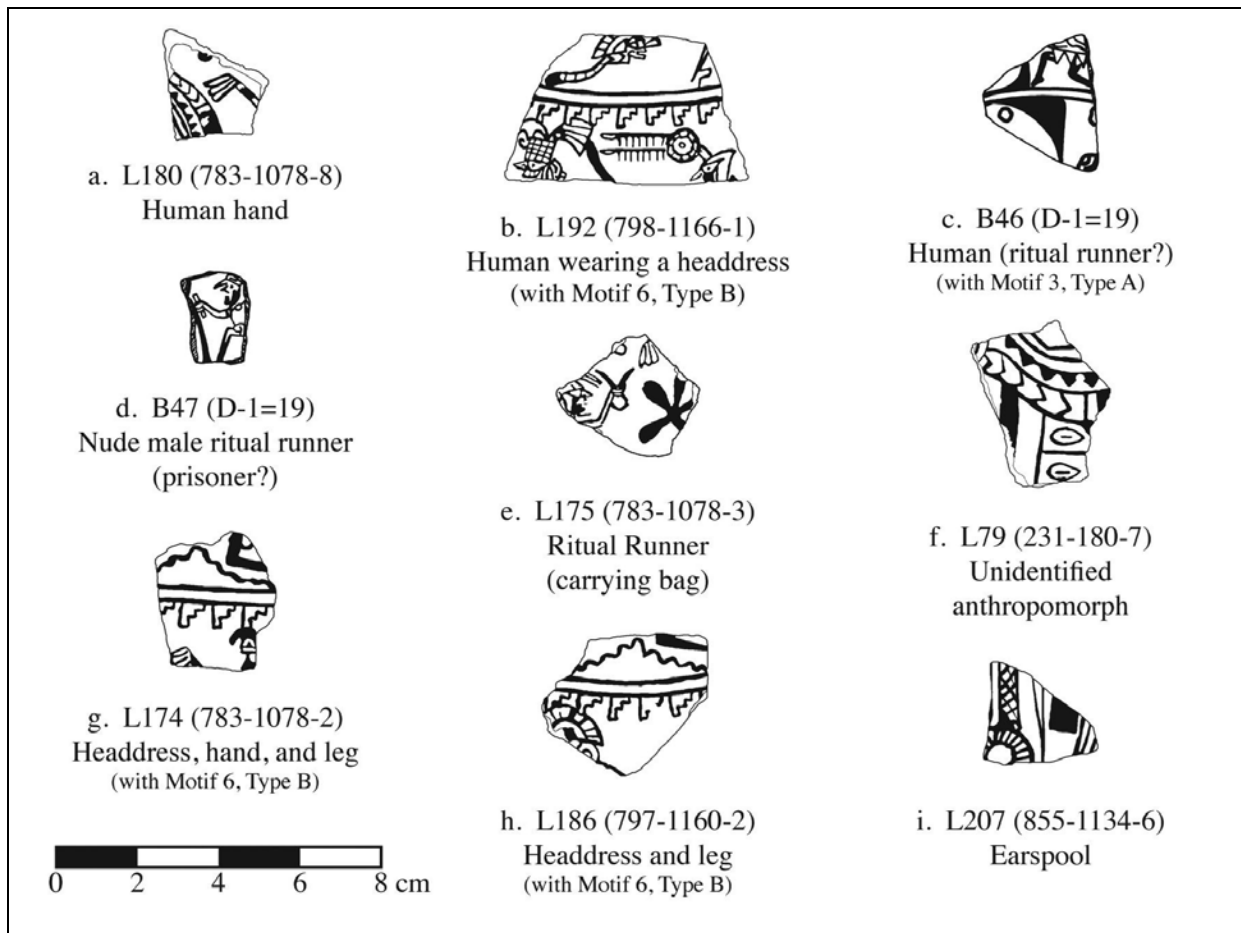 a. L180 (783-1078-8)
Human hand
b. L192 (798-1166-1)
Human wearing a headdress
(with Motif 6, Type B)
c. B46 (D-1=19)
Human (ritual runner?)
(with Motif 3, Type A)
d. B47 (D-1=19)
Nude male ritual runner
(prisoner?)
e. L175 (783-1078-3)
Ritual Runner
(carrying bag)
f. L79 (231-180-7)
Unidentified
anthropomorph
g. L174 (783-1078-2)
Headdress, hand, and leg
(with Motif 6, Type B)
h. L186 (797-1160-2)
Headdress and leg
(with Motif 6, Type B)
i. L207 (855-1134-6)
Earspool
0 2 4 6 8 cm